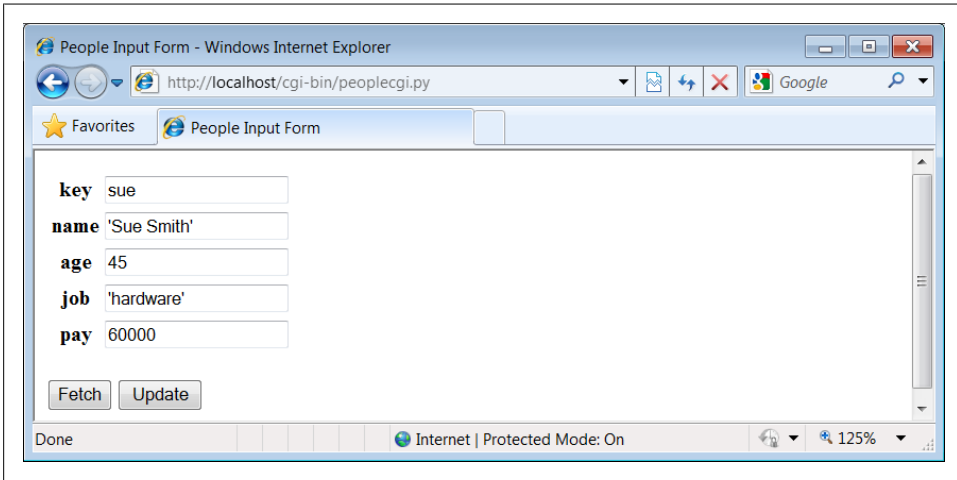 People Input Form - Windows Internet Explorer
http://localhost/cgi-bin/peoplecgi.py
Google
Favorites
People Input Form
key sue
name 'Sue Smith'
age 45
job 'hardware'
pay 60000
Fetch Update
Done Internet | Protected Mode: On 125%